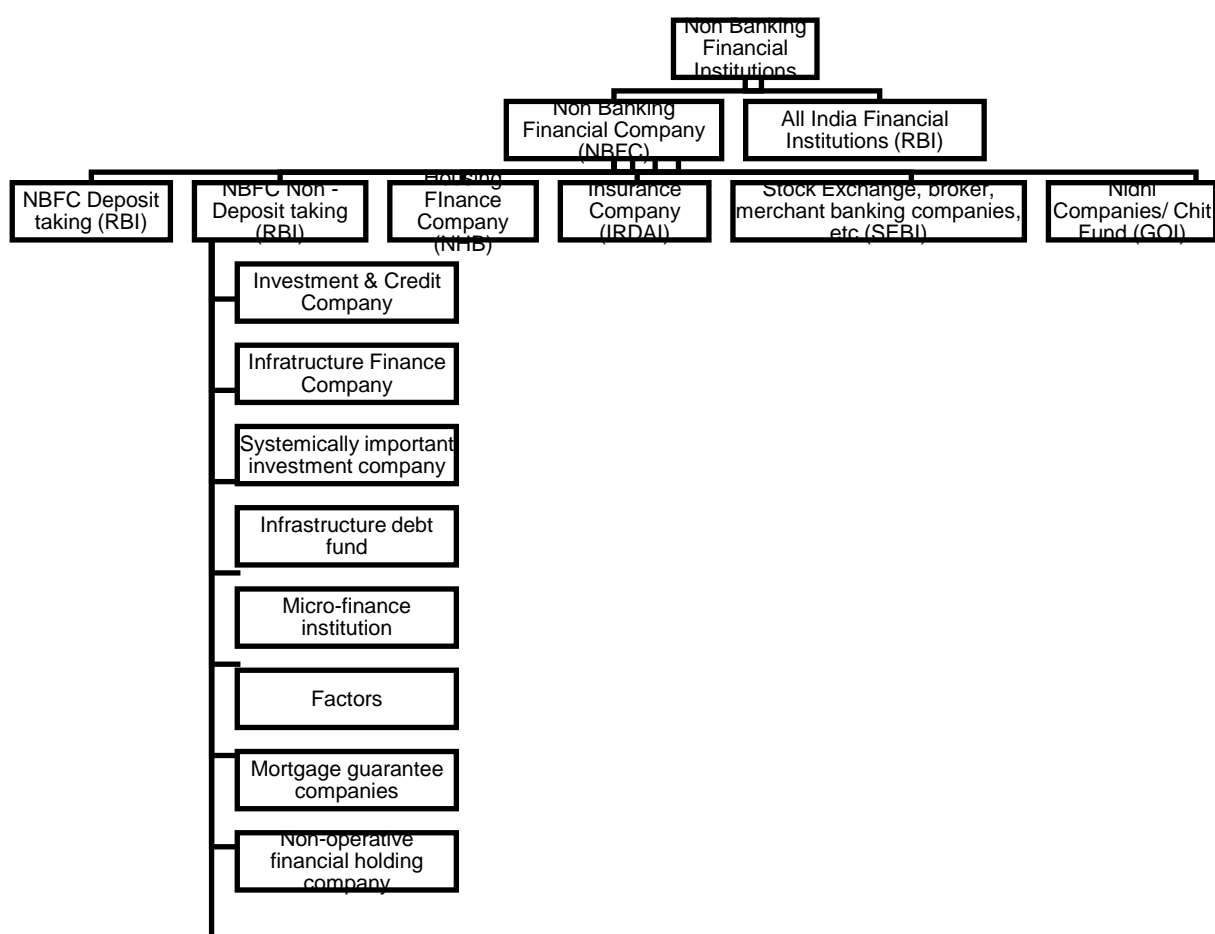 Non Banking
Financial
Institutions
Non Banking
Financial Company
(NBFC)
All India Financial
Institutions (RBI)
NBFC Deposit
taking (RBI)
NBFC Non -
Deposit taking
(RBI)
Housing
FInance
Company
(NHB)
Insurance
Company
(IRDAI)
Stock Exchange, broker,
merchant banking companies,
etc (SEBI)
Nidhi
Companies/ Chit
Fund (GOI)
Investment & Credit
Company
Infratructure Finance
Company
Systemically important
investment company
Infrastructure debt
fund
Micro-finance
institution
Factors
Mortgage guarantee
companies
Non-operative
financial holding
company